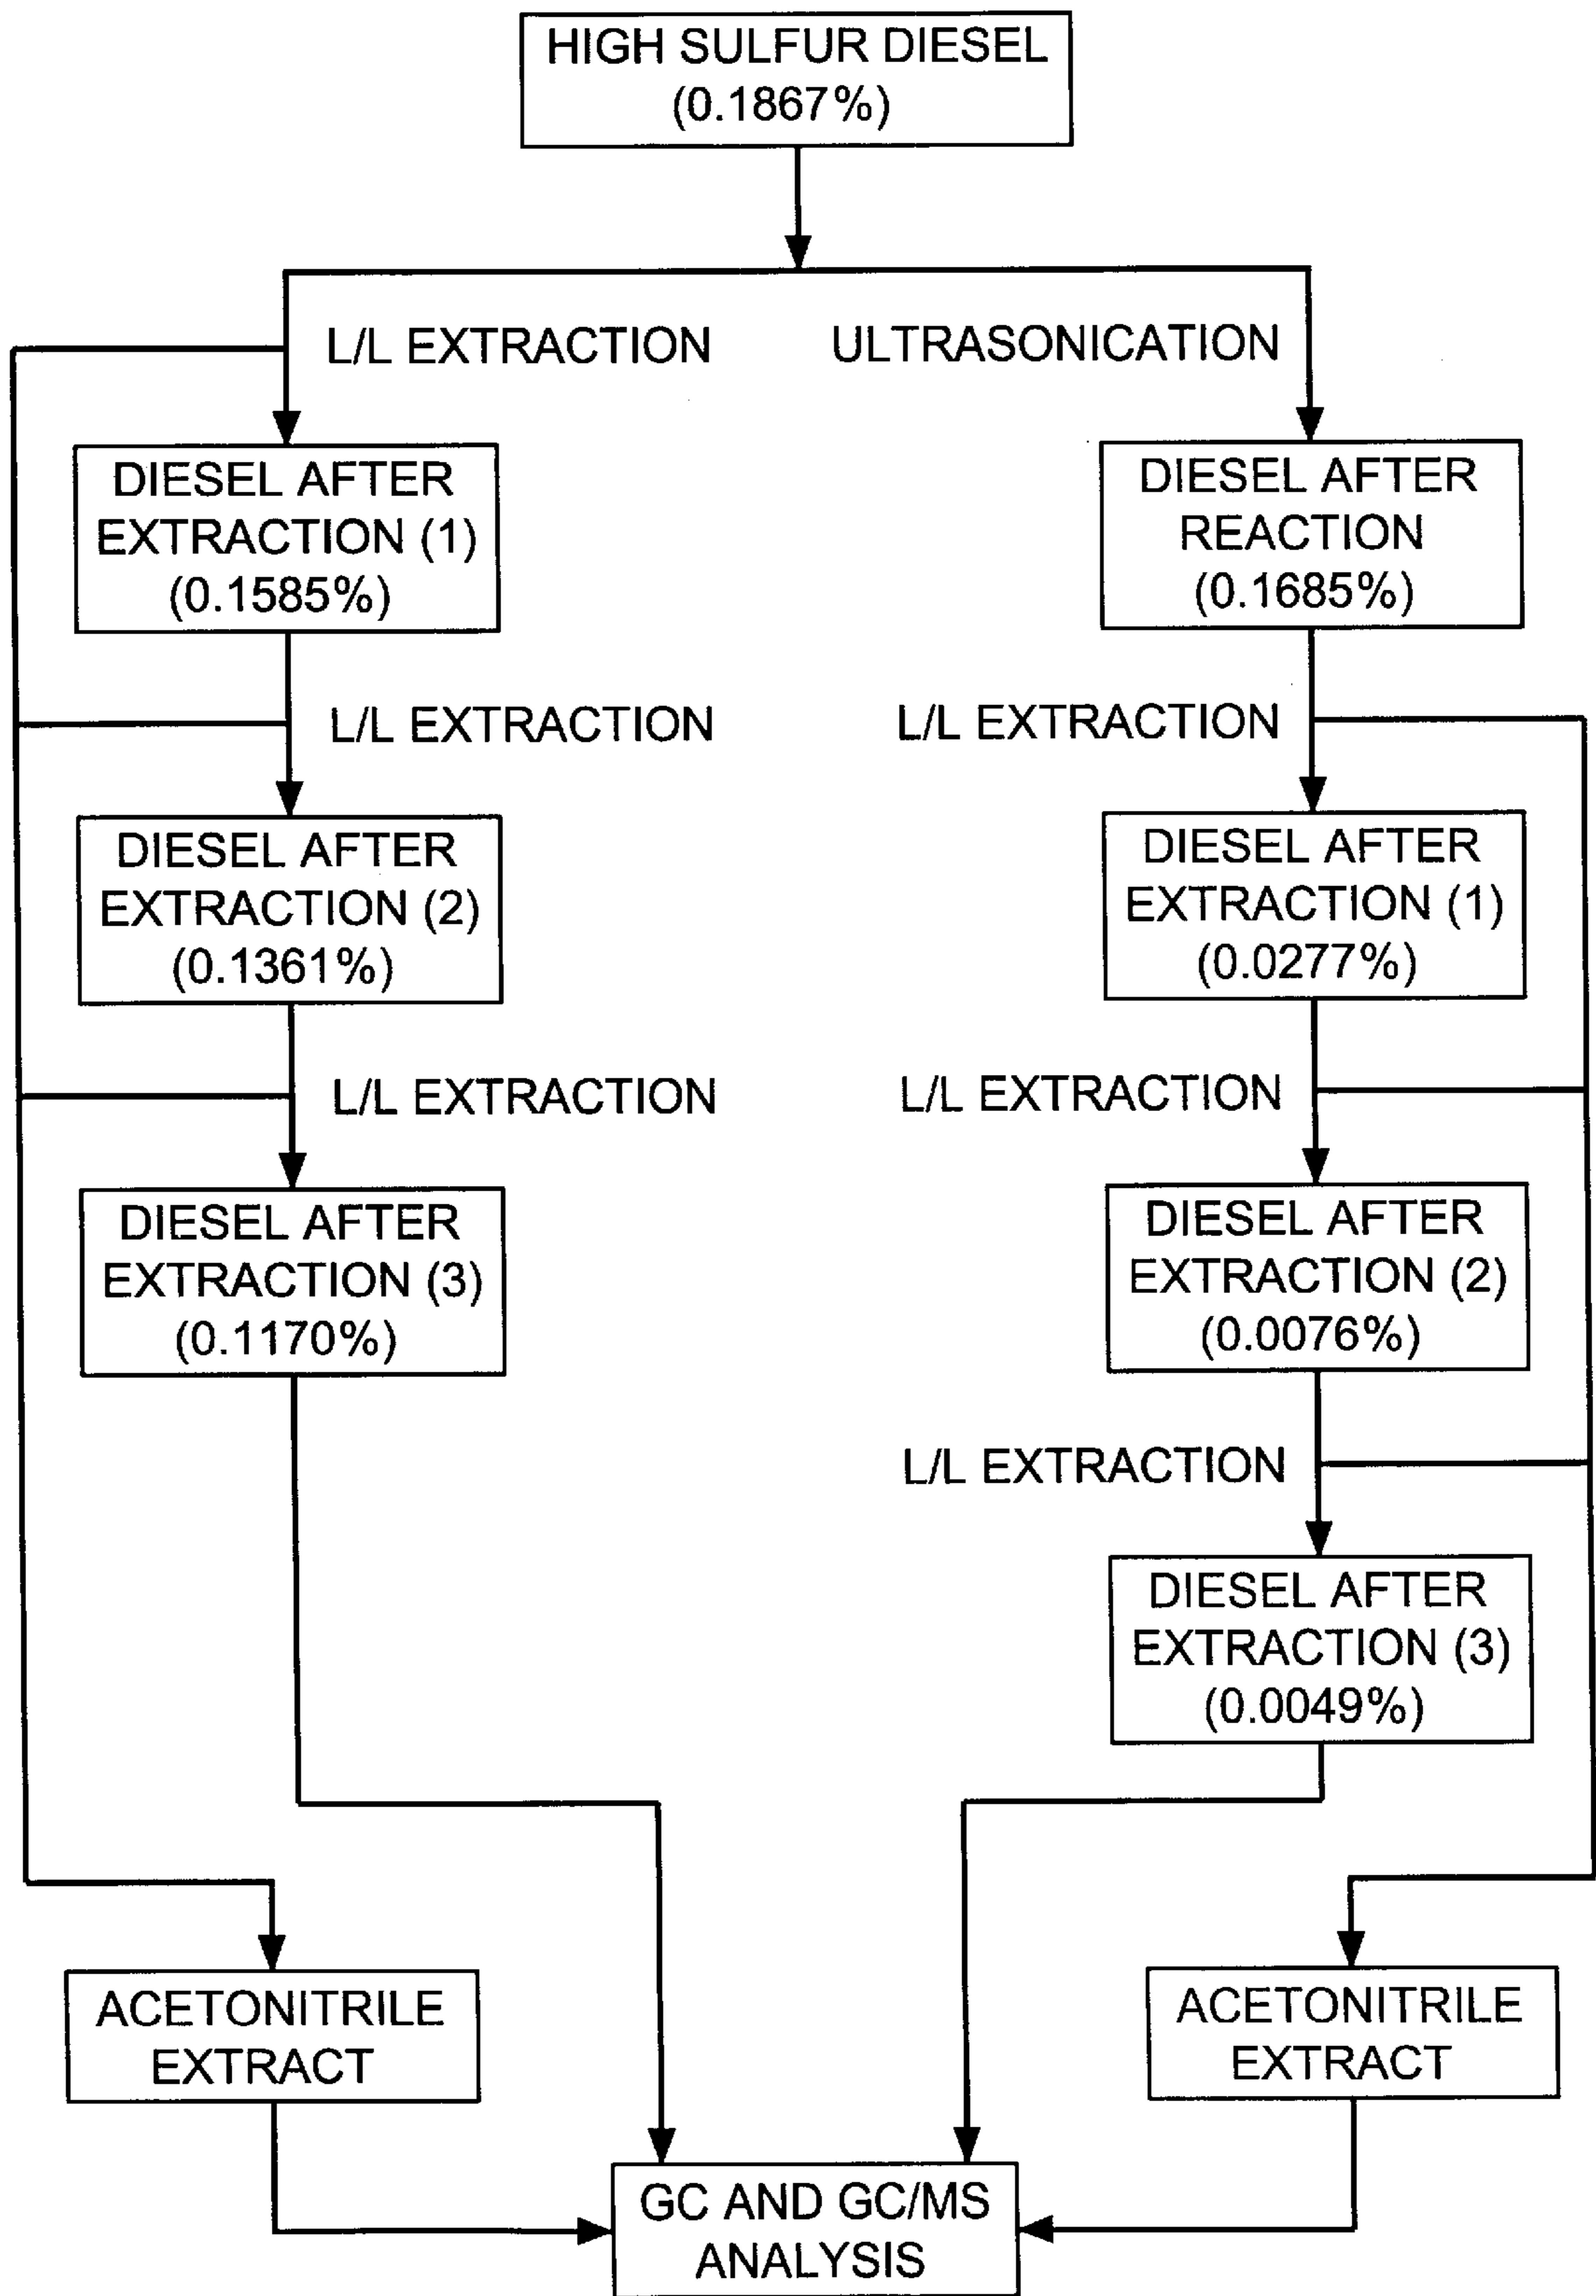 HIGH SULFUR DIESEL
(0.1867%)
L/L EXTRACTION
ULTRASONICATION
DIESEL AFTER
EXTRACTION (1)
(0.1585%)
DIESEL AFTER
REACTION
(0.1685%)
L/L EXTRACTION
L/L EXTRACTION
DIESEL AFTER
EXTRACTION (2)
(0.1361%)
DIESEL AFTER
EXTRACTION (1)
(0.0277%)
L/L EXTRACTION
L/L EXTRACTION
DIESEL AFTER
EXTRACTION (3)
(0.1170%)
DIESEL AFTER
EXTRACTION (2)
(0.0076%)
L/L EXTRACTION
DIESEL AFTER
EXTRACTION (3)
(0.0049%)
ACETONITRILE
EXTRACT
ACETONITRILE
EXTRACT
GC AND GC/MS
ANALYSIS